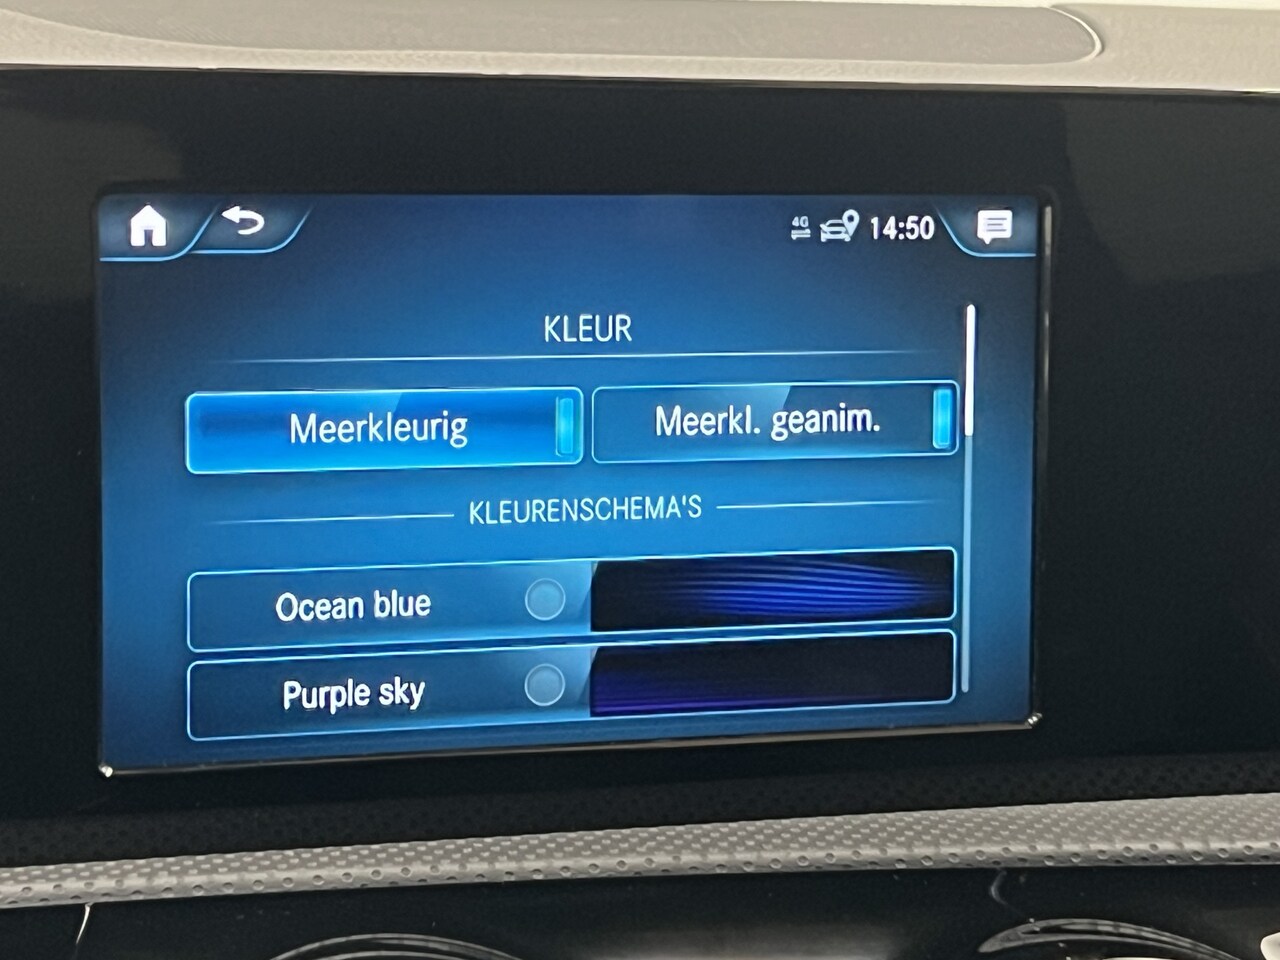 4G 14:50
KLEUR
Meerkleurig Meerkl. geanim.
KLEURENSCHEMA'S
Ocean blue
Purple sky